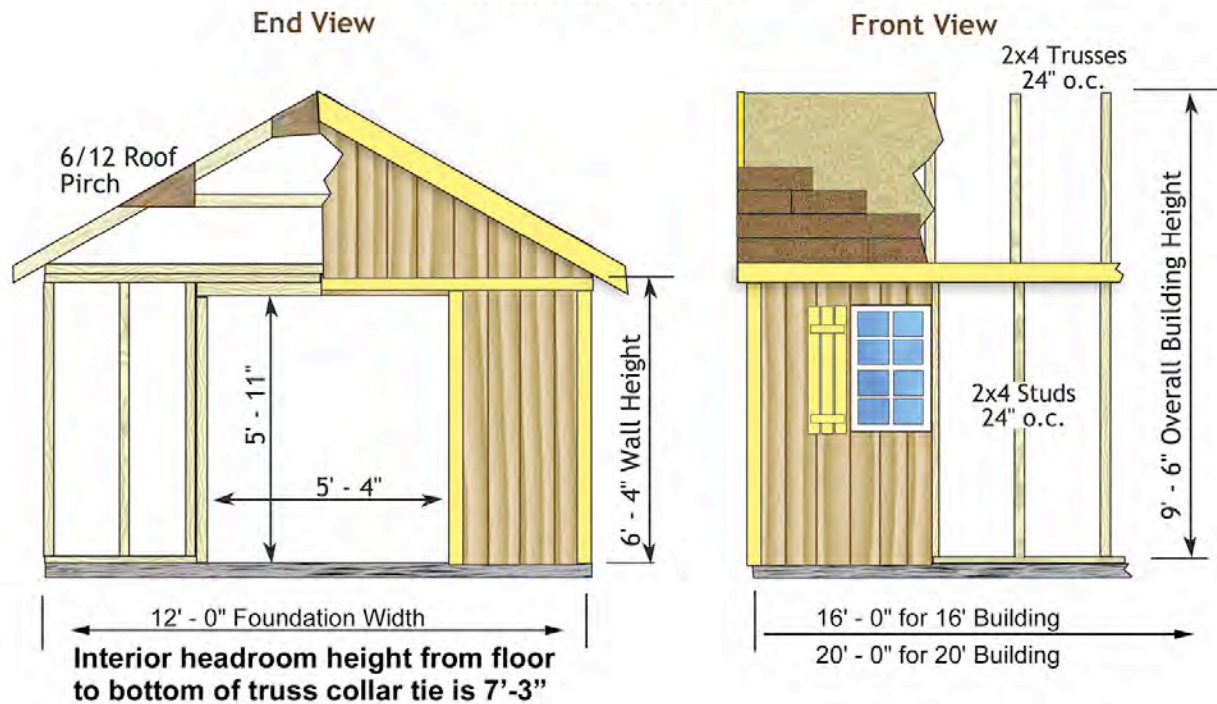 End View
Front View
2x4 Trusses
24" o.c.
6/12 Roof
Pirch
5' - 11"
5' - 4"
6' - 4" Wall Height
2x4 Studs
24" o.c.
9' - 6" Overall Building Height
12' - 0" Foundation Width
16' - 0" for 16' Building
20' - 0" for 20' Building
Interior headroom height from floor
to bottom of truss collar tie is 7'-3”